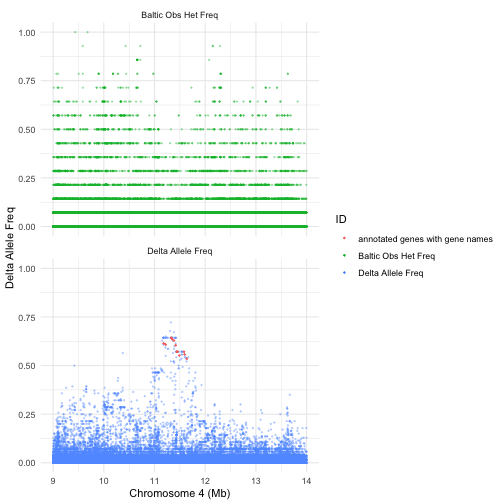 Baltic Obs Het Freq
1.00
0.75
0.50
0.25
0.00
Delta Allele Freq
1.00
0.75
0.50
0.25
0.00
9 10 11 12 13 14
Chromosome 4 (Mb)
Delta Allele Freq
ID
annotated genes with gene names
Baltic Obs Het Freq
Delta Allele Freq